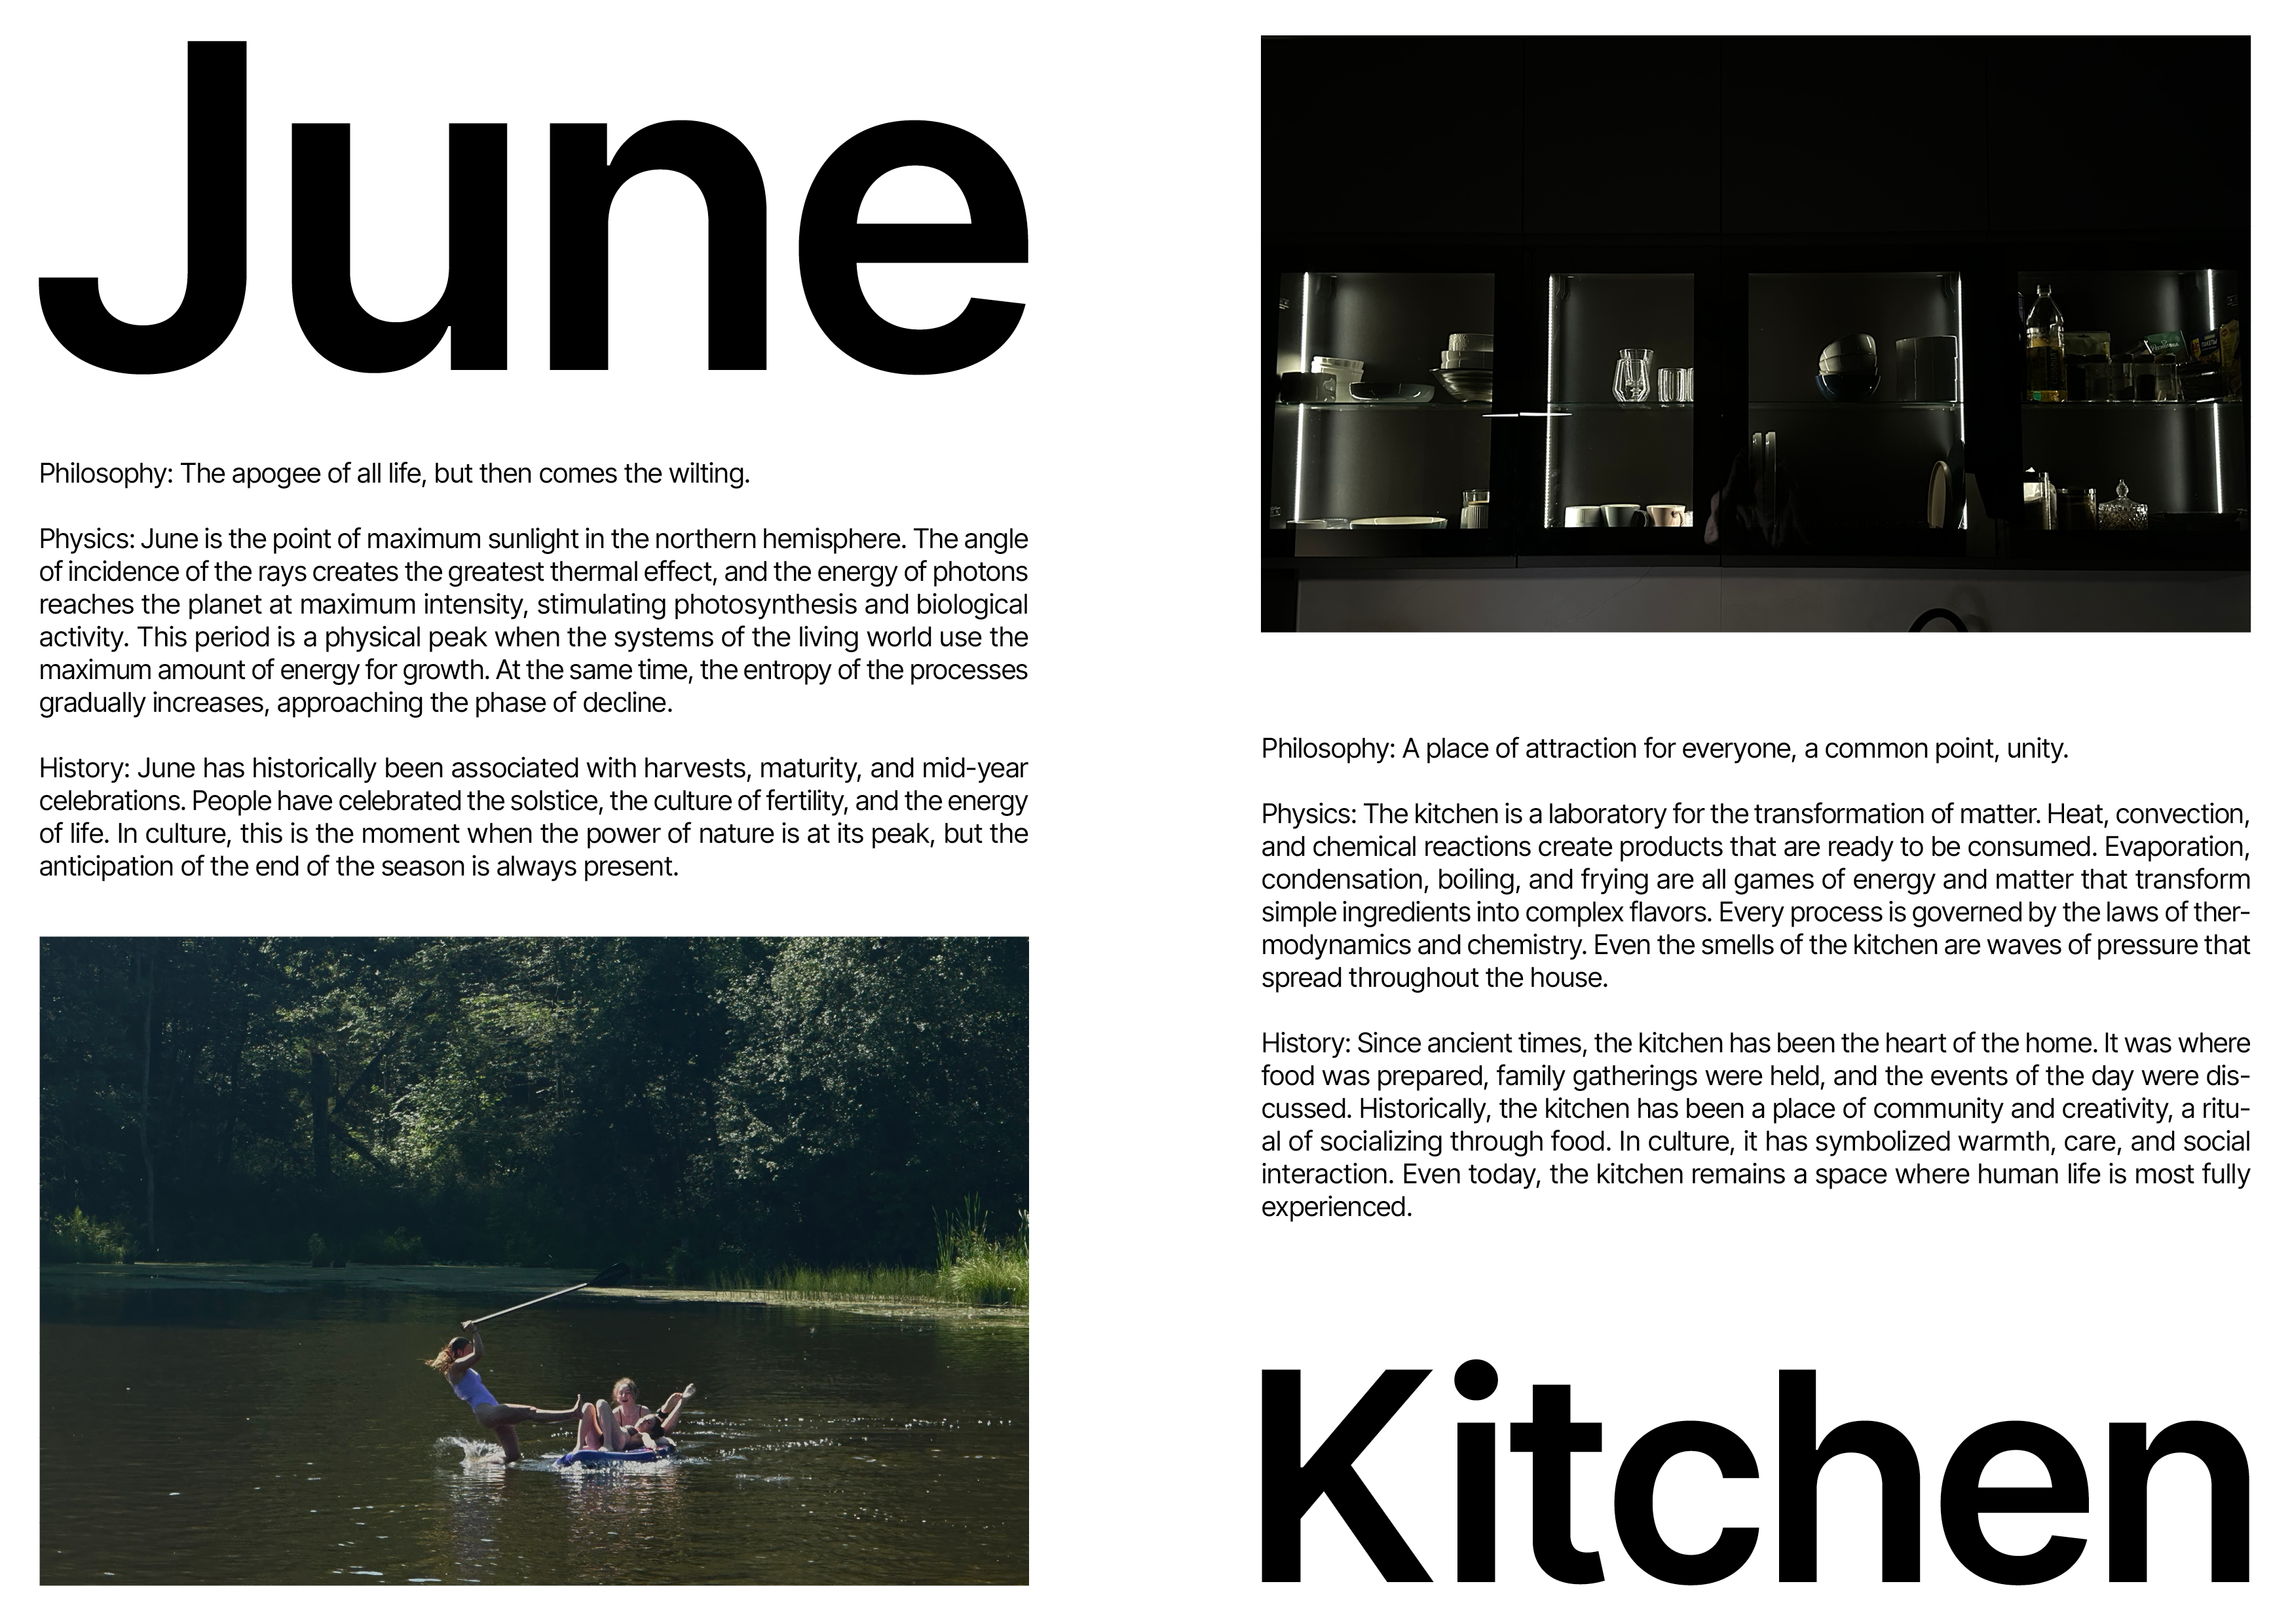 June
Philosophy: The apogee of all life, but then comes the wilting.
Physics: June is the point of maximum sunlight in the northern hemisphere. The angle
of incidence of the rays creates the greatest thermal effect, and the energy of photons
reaches the planet at maximum intensity, stimulating photosynthesis and biological
activity. This period is a physical peak when the systems of the living world use the
maximum amount of energy for growth. At the same time, the entropy of the processes
gradually increases, approaching the phase of decline.
History: June has historically been associated with harvests, maturity, and mid-year
celebrations. People have celebrated the solstice, the culture of fertility, and the energy
of life. In culture, this is the moment when the power of nature is at its peak, but the
anticipation of the end of the season is always present.
Philosophy: A place of attraction for everyone, a common point, unity.
Physics: The kitchen is a laboratory for the transformation of matter. Heat, convection,
and chemical reactions create products that are ready to be consumed. Evaporation,
condensation, boiling, and frying are all games of energy and matter that transform
simple ingredients into complex flavors. Every process is governed by the laws of ther-
modynamics and chemistry. Even the smells of the kitchen are waves of pressure that
spread throughout the house.
History: Since ancient times, the kitchen has been the heart of the home. It was where
food was prepared, family gatherings were held, and the events of the day were dis-
cussed. Historically, the kitchen has been a place of community and creativity, a ritu-
al of socializing through food. In culture, it has symbolized warmth, care, and social
interaction. Even today, the kitchen remains a space where human life is most fully
experienced.
Kitchen